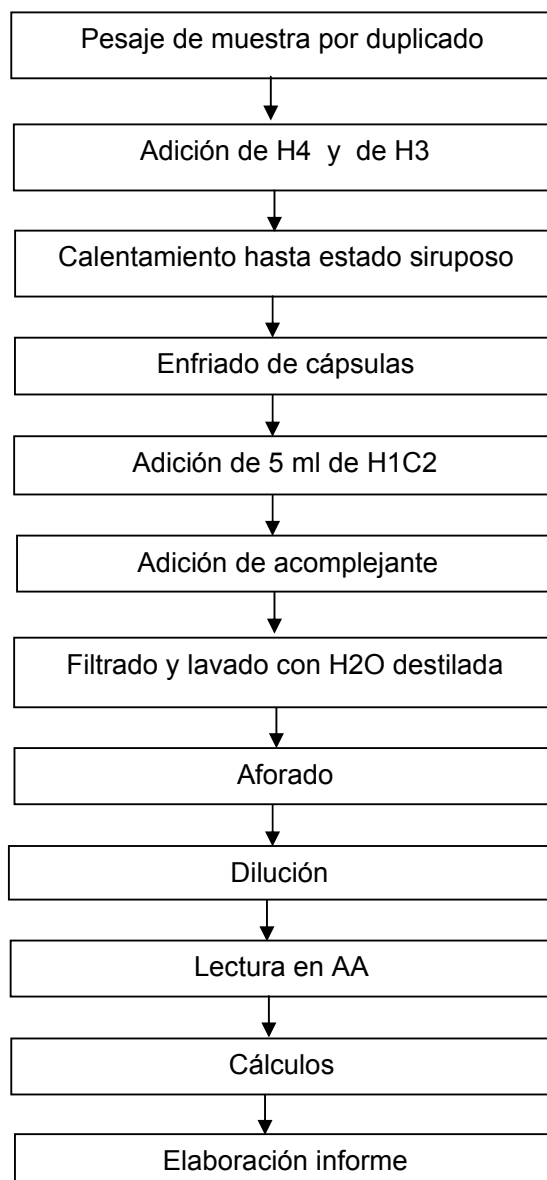 Pesaje de muestra por duplicado
Adición de H4 y de H3
Calentamiento hasta estado siruposo
Enfriado de cápsulas
Adición de 5 ml de H1C2
Adición de acomplejante
Filtrado y lavado con H2O destilada
Aforado
Dilución
Lectura en AA
Cálculos
Elaboración informe